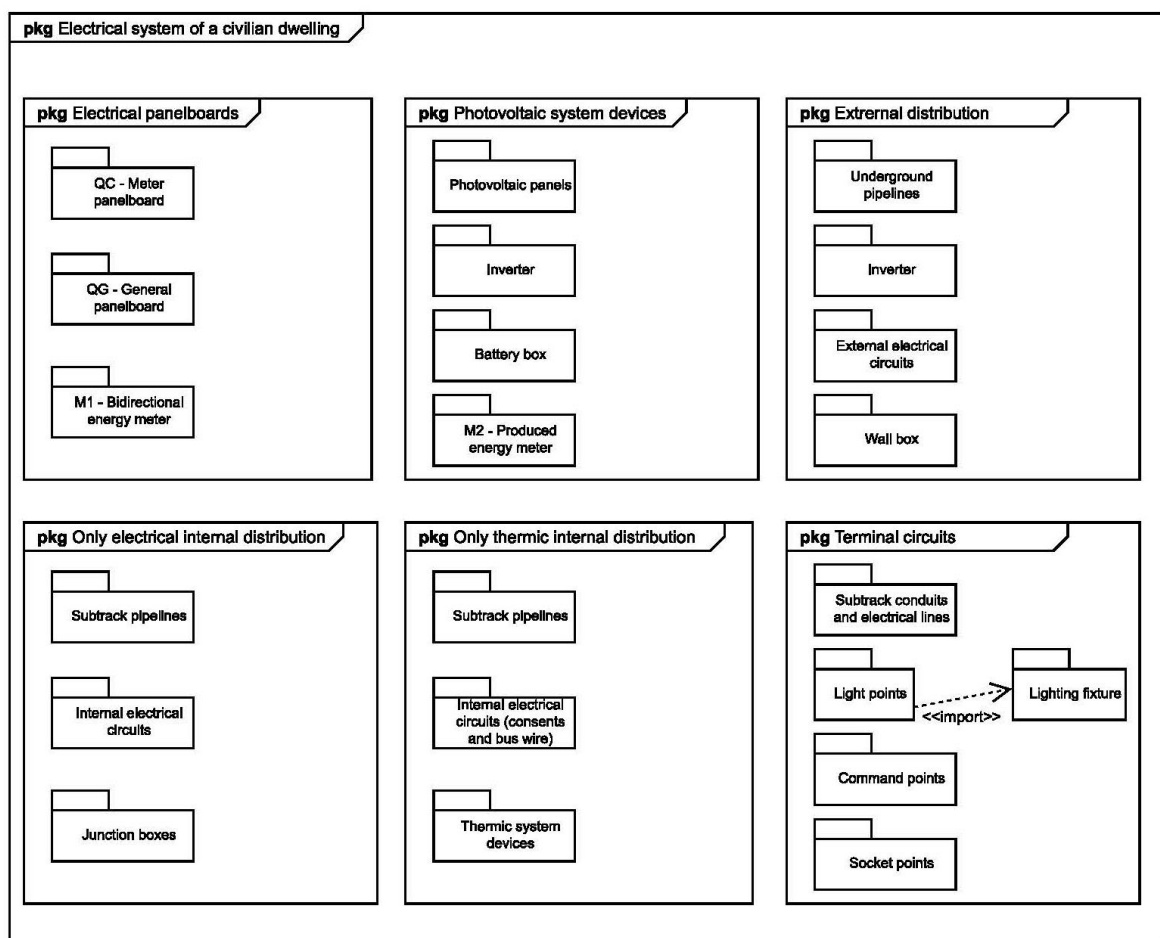 pkg Electrical system of a civilian dwelling
pkg Electrical panelboards
QC - Meter
panelboard
QG - General
panelboard
M1 - Bidirectional
energy meter
pkg Photovoltaic system devices
Photovoltaic panels
Inverter
Battery box
M2 - Produced
energy meter
pkg Extrernal distribution
Underground
pipelines
Inverter
External electrical
circuits
Wall box
pkg Only electrical internal distribution
Subtrack pipelines
Internal electrical
circuits
Junction boxes
pkg Only thermic internal distribution
Subtrack pipelines
Internal electrical
circuits (consents
and bus wire)
Thermic system
devices
pkg Terminal circuits
Subtrack conduits
and electrical lines
Light points
<<import>>
Lighting fixture
Command points
Socket points